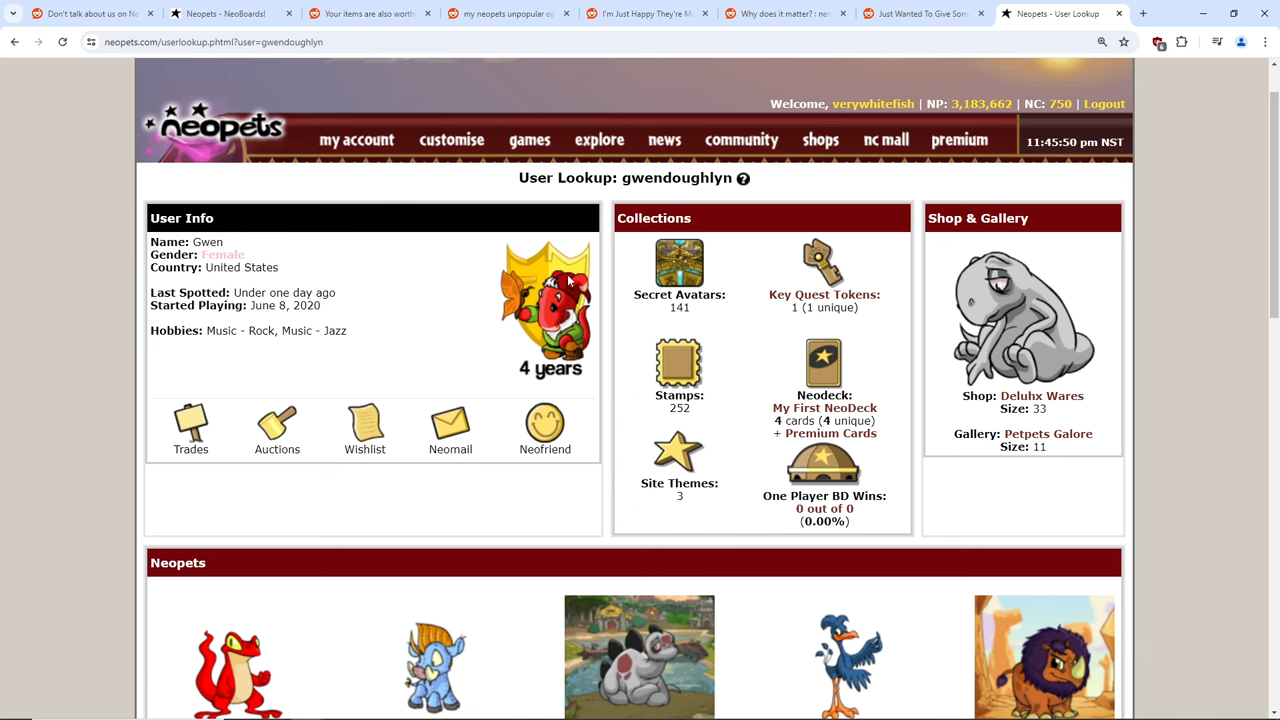 Don't talk about us on Ne
Neopets - NeoBoards!
Your items are also worthl
my neopets unpopular op
I'm Just Happy They're M
Why does it matter? : neo
Just Wanted To Give Som
Neopets - User Lookup
neopets.com/userlookup.phtml?user=gwendoughlyn
6
Welcome, verywhitefish | NP: 3,183,662 | NC: 750 | Logout
neopets
my account
customise
games
explore
news
community
shops
nc mall
premium
11:45:50 pm NST
User Lookup: gwendoughlyn ?
User Info
Name: Gwen
Gender: Female
Country: United States
Last Spotted: Under one day ago
Started Playing: June 8, 2020
Hobbies: Music - Rock, Music - Jazz
4 years
Trades
Auctions
Wishlist
Neomail
Neofriend
Collections
Secret Avatars:
141
Key Quest Tokens:
1 (1 unique)
Stamps:
252
Neodeck:
My First NeoDeck
4 cards (4 unique)
+ Premium Cards
Site Themes:
3
One Player BD Wins:
0 out of 0
(0.00%)
Shop & Gallery
Shop: Deluhx Wares
Size: 33
Gallery: Petpets Galore
Size: 11
Neopets